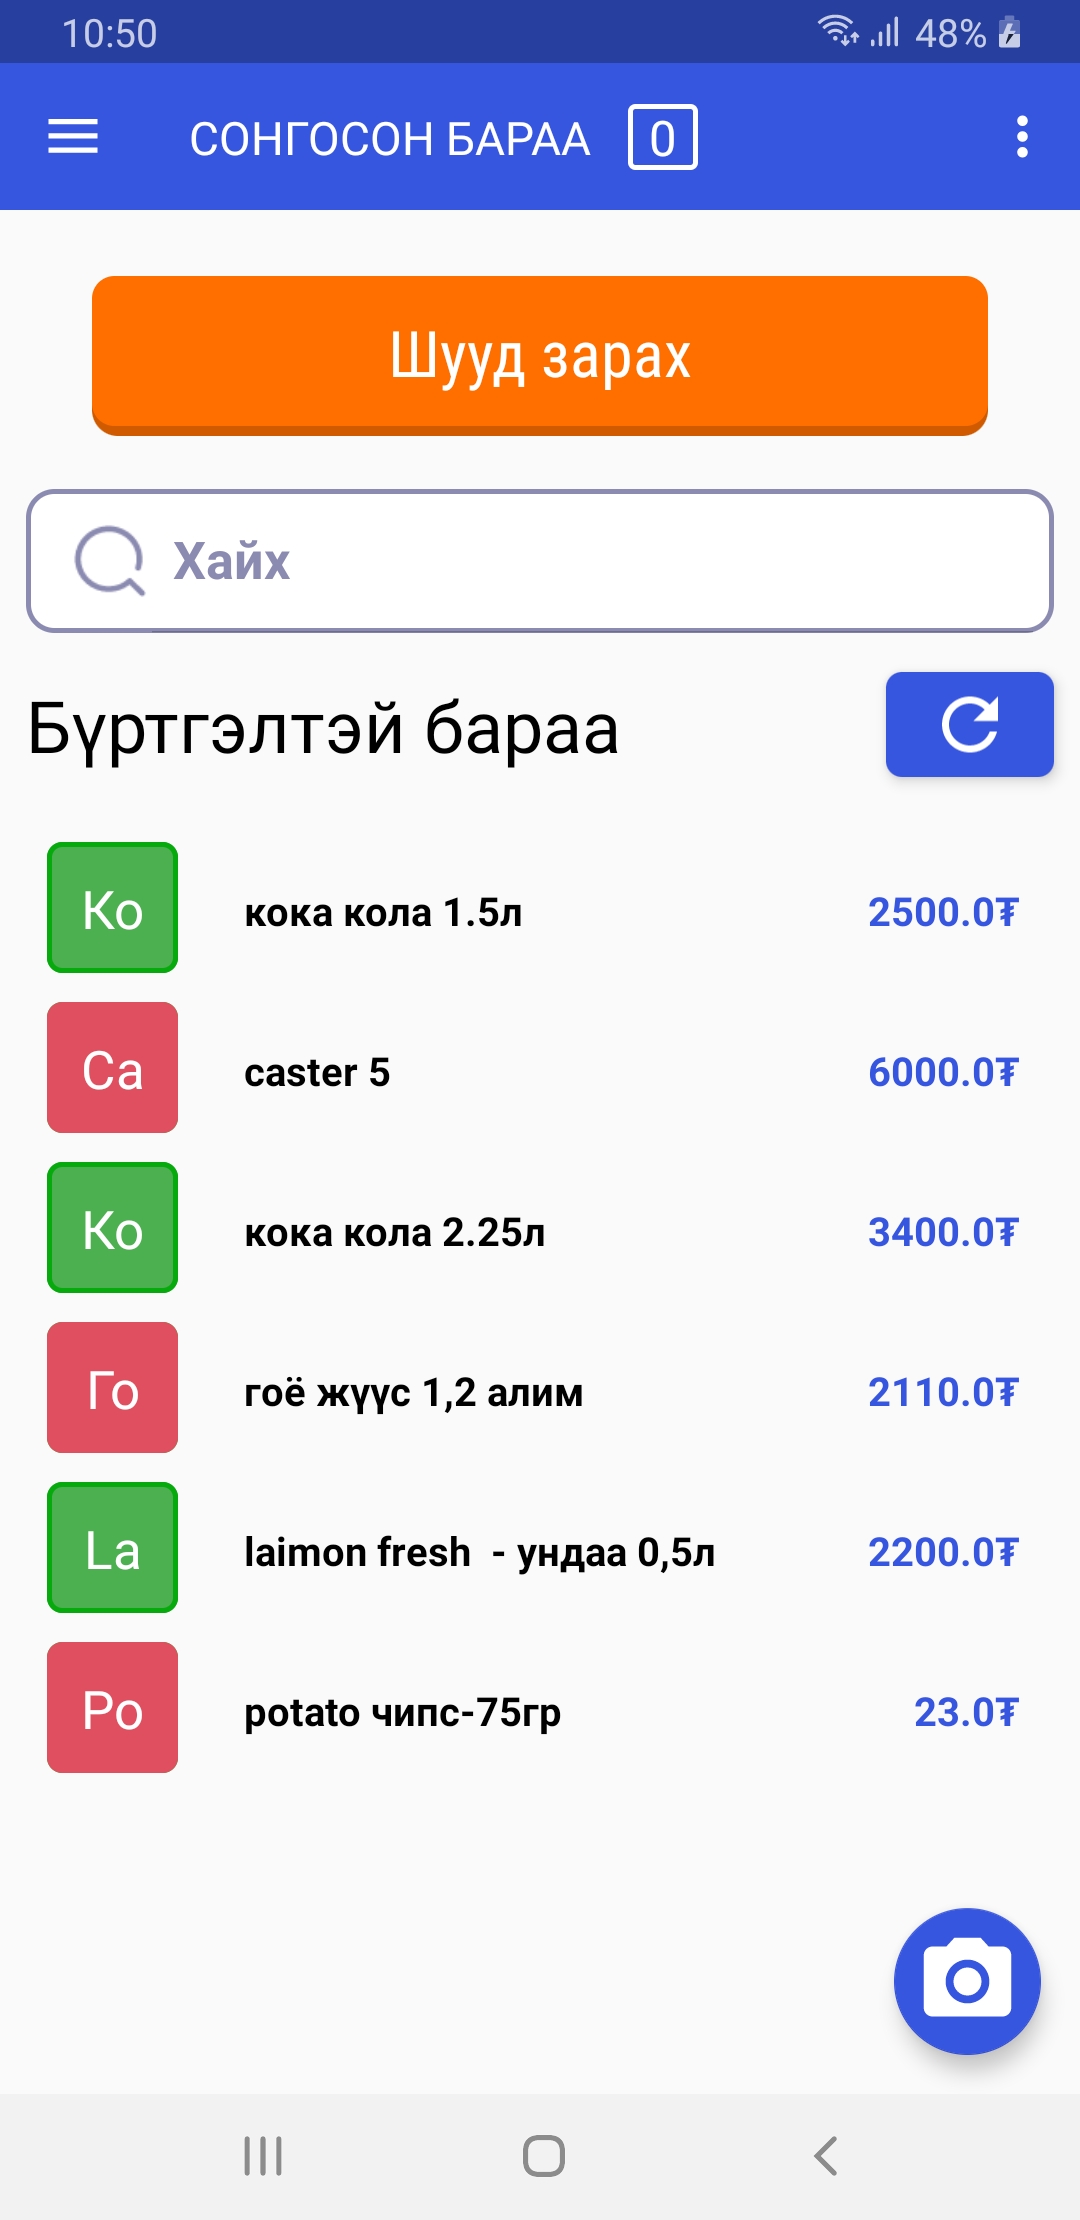 10:50 48%
СОНГОСОН БАРАА 0
Шууд зарах
Хайх
Бүртгэлтэй бараа
Ко кока кола 1.5л 2500.0₮
Ca caster 5 6000.0₮
Ко кока кола 2.25л 3400.0₮
Го гоё жүүс 1,2 алим 2110.0₮
La laimon fresh  - ундаа 0,5л 2200.0₮
Po potato чипс-75гр 23.0₮